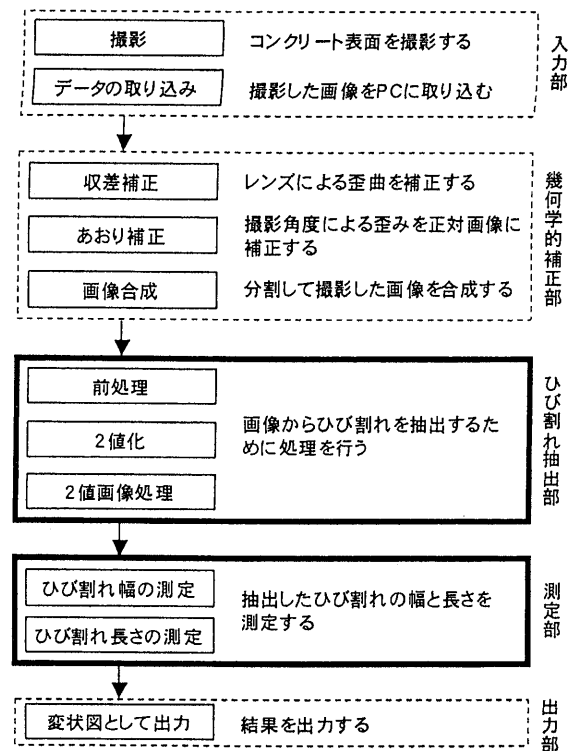 撮影
コンクリート表面を撮影する
データの取り込み
撮影した画像をPCに取り込む
入力部
収差補正
レンズによる歪曲を補正する
あおり補正
撮影角度による歪みを正対画像に
補正する
画像合成
分割して撮影した画像を合成する
幾何学的補正部
前処理
2値化
2値画像処理
画像からひび割れを抽出するた
めに処理を行う
ひび割れ抽出部
ひび割れ幅の測定
ひび割れ長さの測定
抽出したひび割れの幅と長さを
測定する
測定部
変状図として出力
結果を出力する
出力部